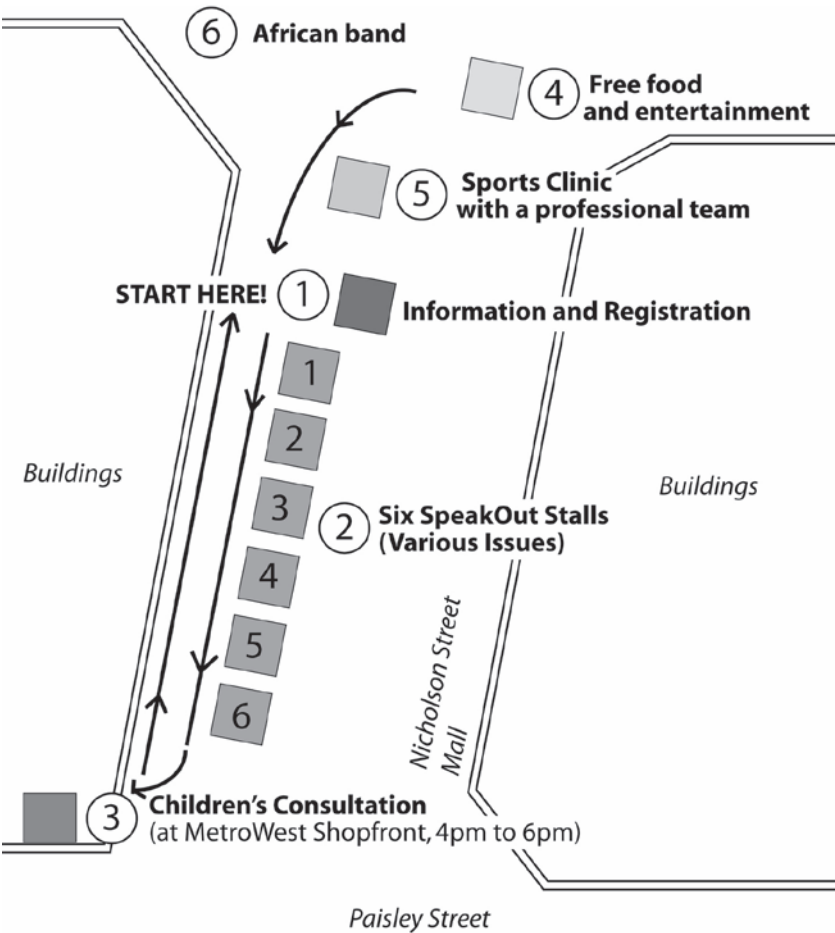 6 African band
4 Free food
and entertainment
5 Sports Clinic
with a professional team
START HERE! 1
Information and Registration
1
2
3
4
5
6
2 Six SpeakOut Stalls
(Various Issues)
Buildings
Buildings
Nicholson Street
Mall
3 Children's Consultation
(at MetroWest Shopfront, 4pm to 6pm)
Paisley Street